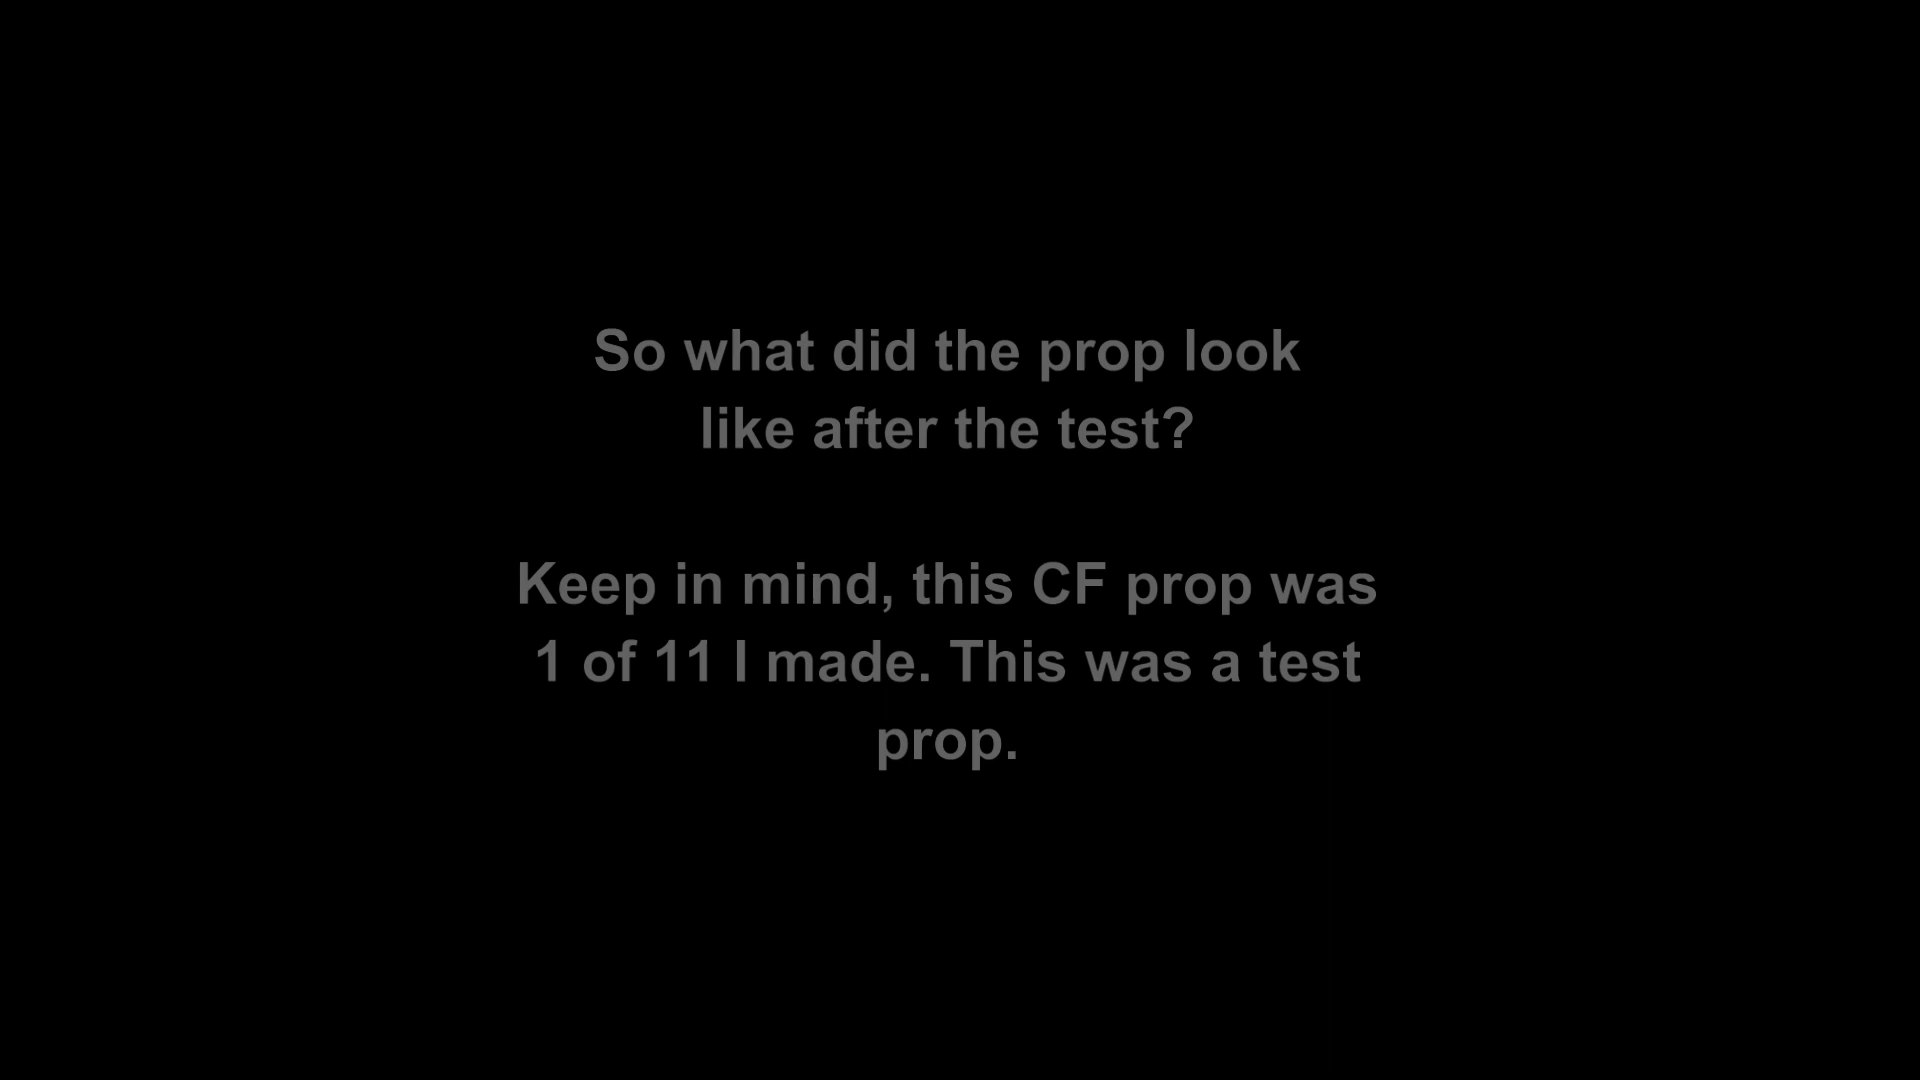 So what did the prop look
like after the test?
Keep in mind, this CF prop was
1 of 11 I made. This was a test
prop.